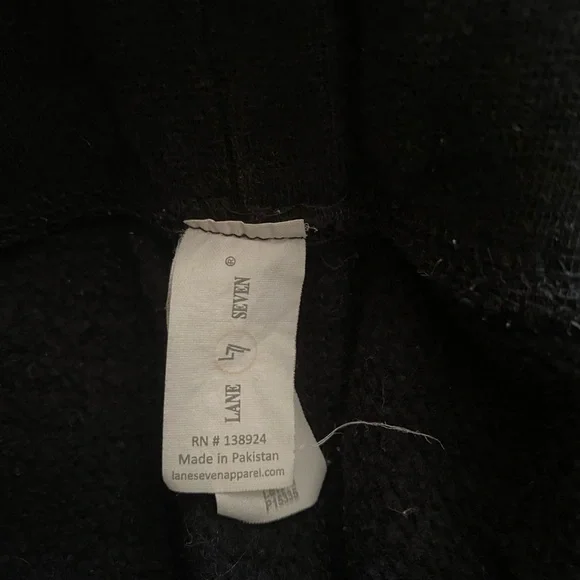 LANE L7 SEVEN ®
RN # 138924
Made in Pakistan
lanesevenapparel.com